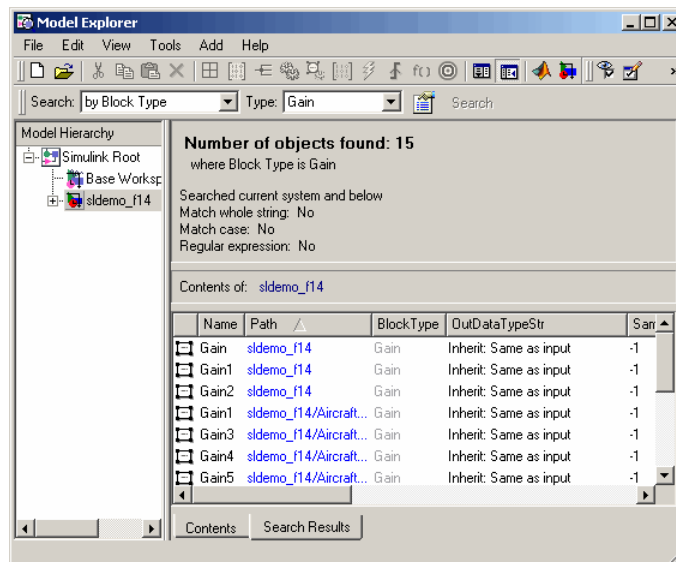 Model Explorer
File Edit View Tools Add Help
f()
Search: by Block Type Type: Gain Search
Model Hierarchy
Simulink Root
Base Worksp
sldemo_f14
Number of objects found: 15
where Block Type is Gain
Searched current system and below
Match whole string: No
Match case: No
Regular expression: No
Contents of: sldemo_f14
Name Path BlockType OutDataTypeStr Sam
Gain sldemo_f14 Gain Inherit: Same as input -1
Gain1 sldemo_f14 Gain Inherit: Same as input -1
Gain2 sldemo_f14 Gain Inherit: Same as input -1
Gain1 sldemo_f14/Aircraft... Gain Inherit: Same as input -1
Gain3 sldemo_f14/Aircraft... Gain Inherit: Same as input -1
Gain4 sldemo_f14/Aircraft... Gain Inherit: Same as input -1
Gain5 sldemo_f14/Aircraft... Gain Inherit: Same as input -1
Contents Search Results